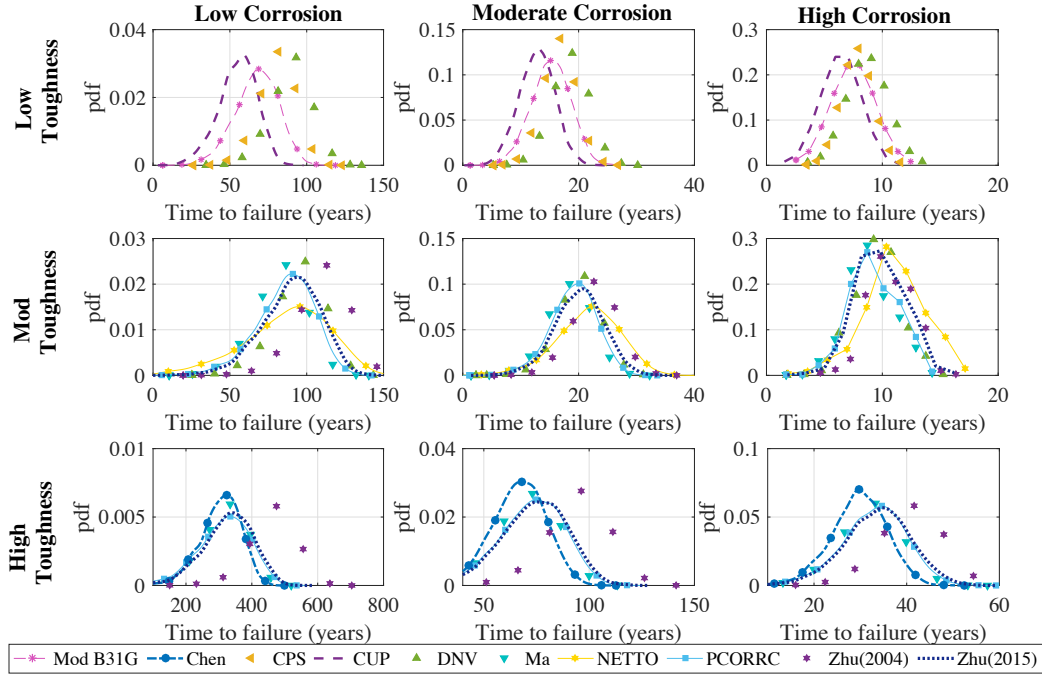 Low Corrosion Moderate Corrosion High Corrosion
Low
Toughness
pdf
0.04
0.02
0
0 50 100 150
Time to failure (years)
pdf
0.15
0.10
0.05
0
0 20 40
Time to failure (years)
pdf
0.3
0.2
0.1
0
0 10 20
Time to failure (years)
Mod
Toughness
pdf
0.03
0.02
0.01
0
0 50 100 150
Time to failure (years)
pdf
0.15
0.10
0.05
0
0 20 40
Time to failure (years)
pdf
0.3
0.2
0.1
0
0 10 20
Time to failure (years)
High
Toughness
pdf
0.01
0.005
0
200 400 600 800
Time to failure (years)
pdf
0.04
0.02
0
50 100 150
Time to failure (years)
pdf
0.1
0.05
0
20 40 60
Time to failure (years)
Mod B31G Chen CPS CUP DNV Ma NETTO PCORRC Zhu(2004) Zhu(2015)